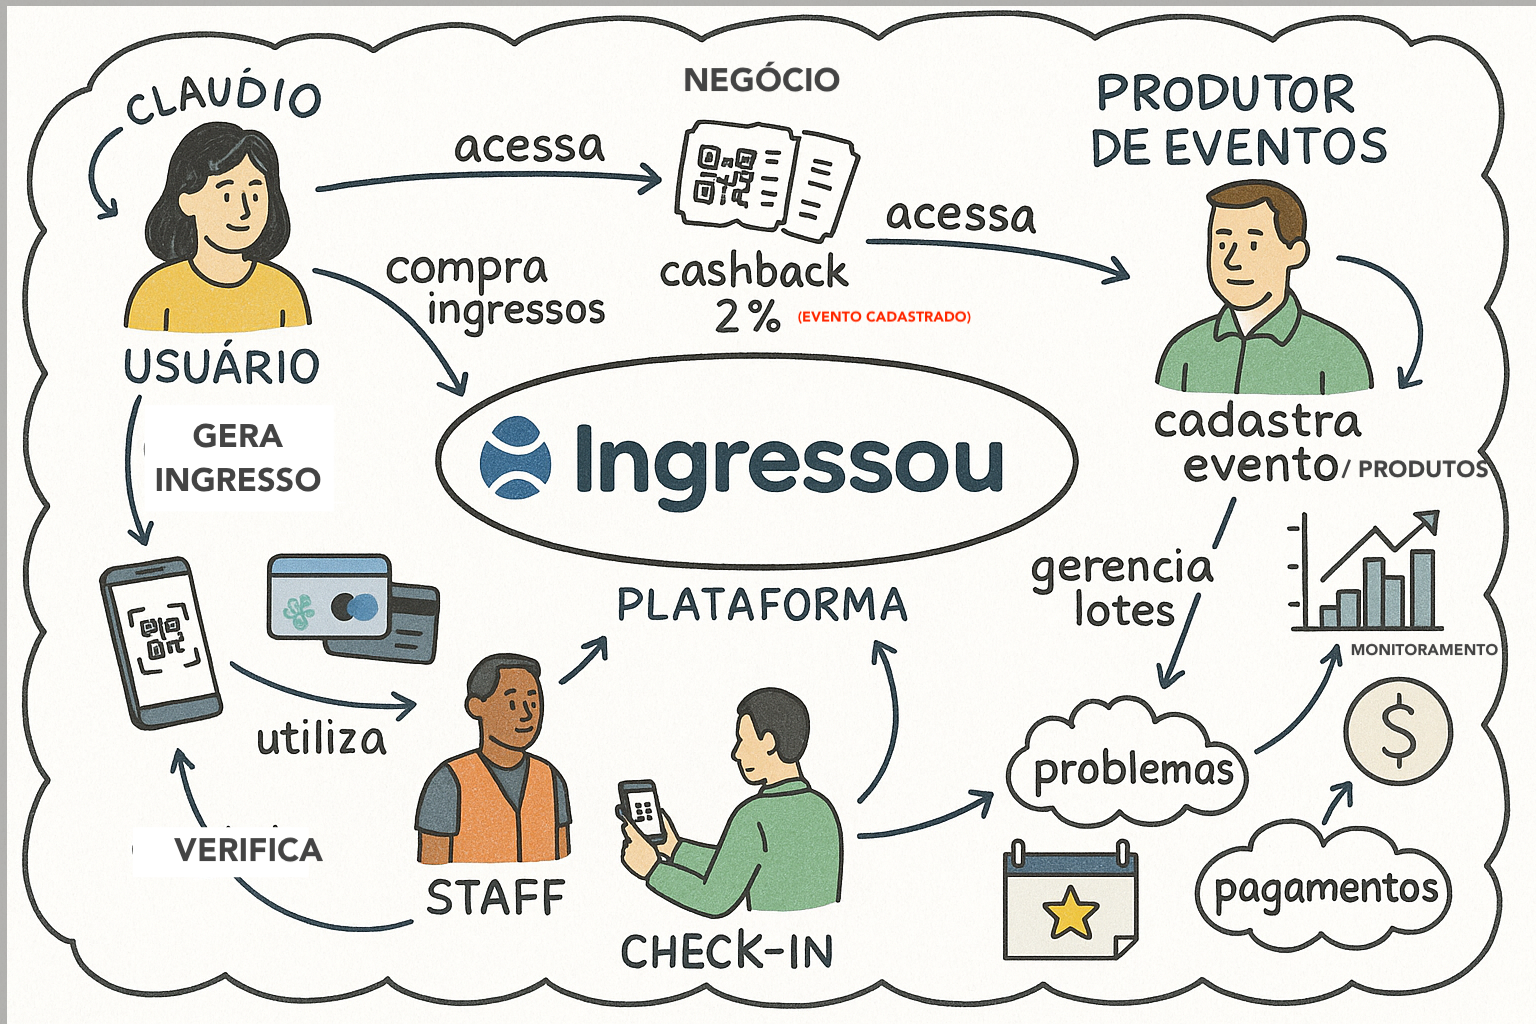 CLAÚDIO
NEGÓCIO
PRODUTOR
DE EVENTOS
acessa
acessa
compra
ingressos
cashback
2% (EVENTO CADASTRADO)
USUÁRIO
GERA
INGRESSO
Ingressou
cadastra
evento / PRODUTOS
PLATAFORMA
gerencia
lotes
MONITORAMENTO
utiliza
$
problemas
VERIFICA
STAFF
pagamentos
CHECK-IN